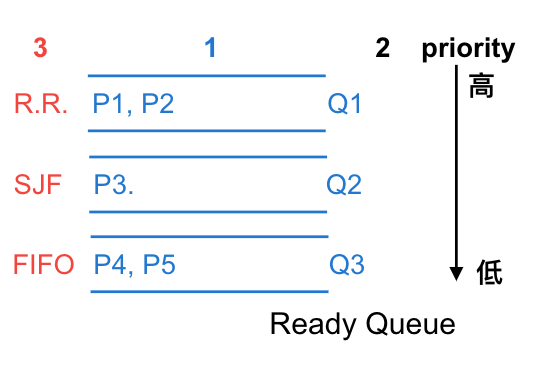 3 1 2 priority
高
R.R. P1, P2 Q1
SJF P3. Q2
FIFO P4, P5 Q3
低
Ready Queue